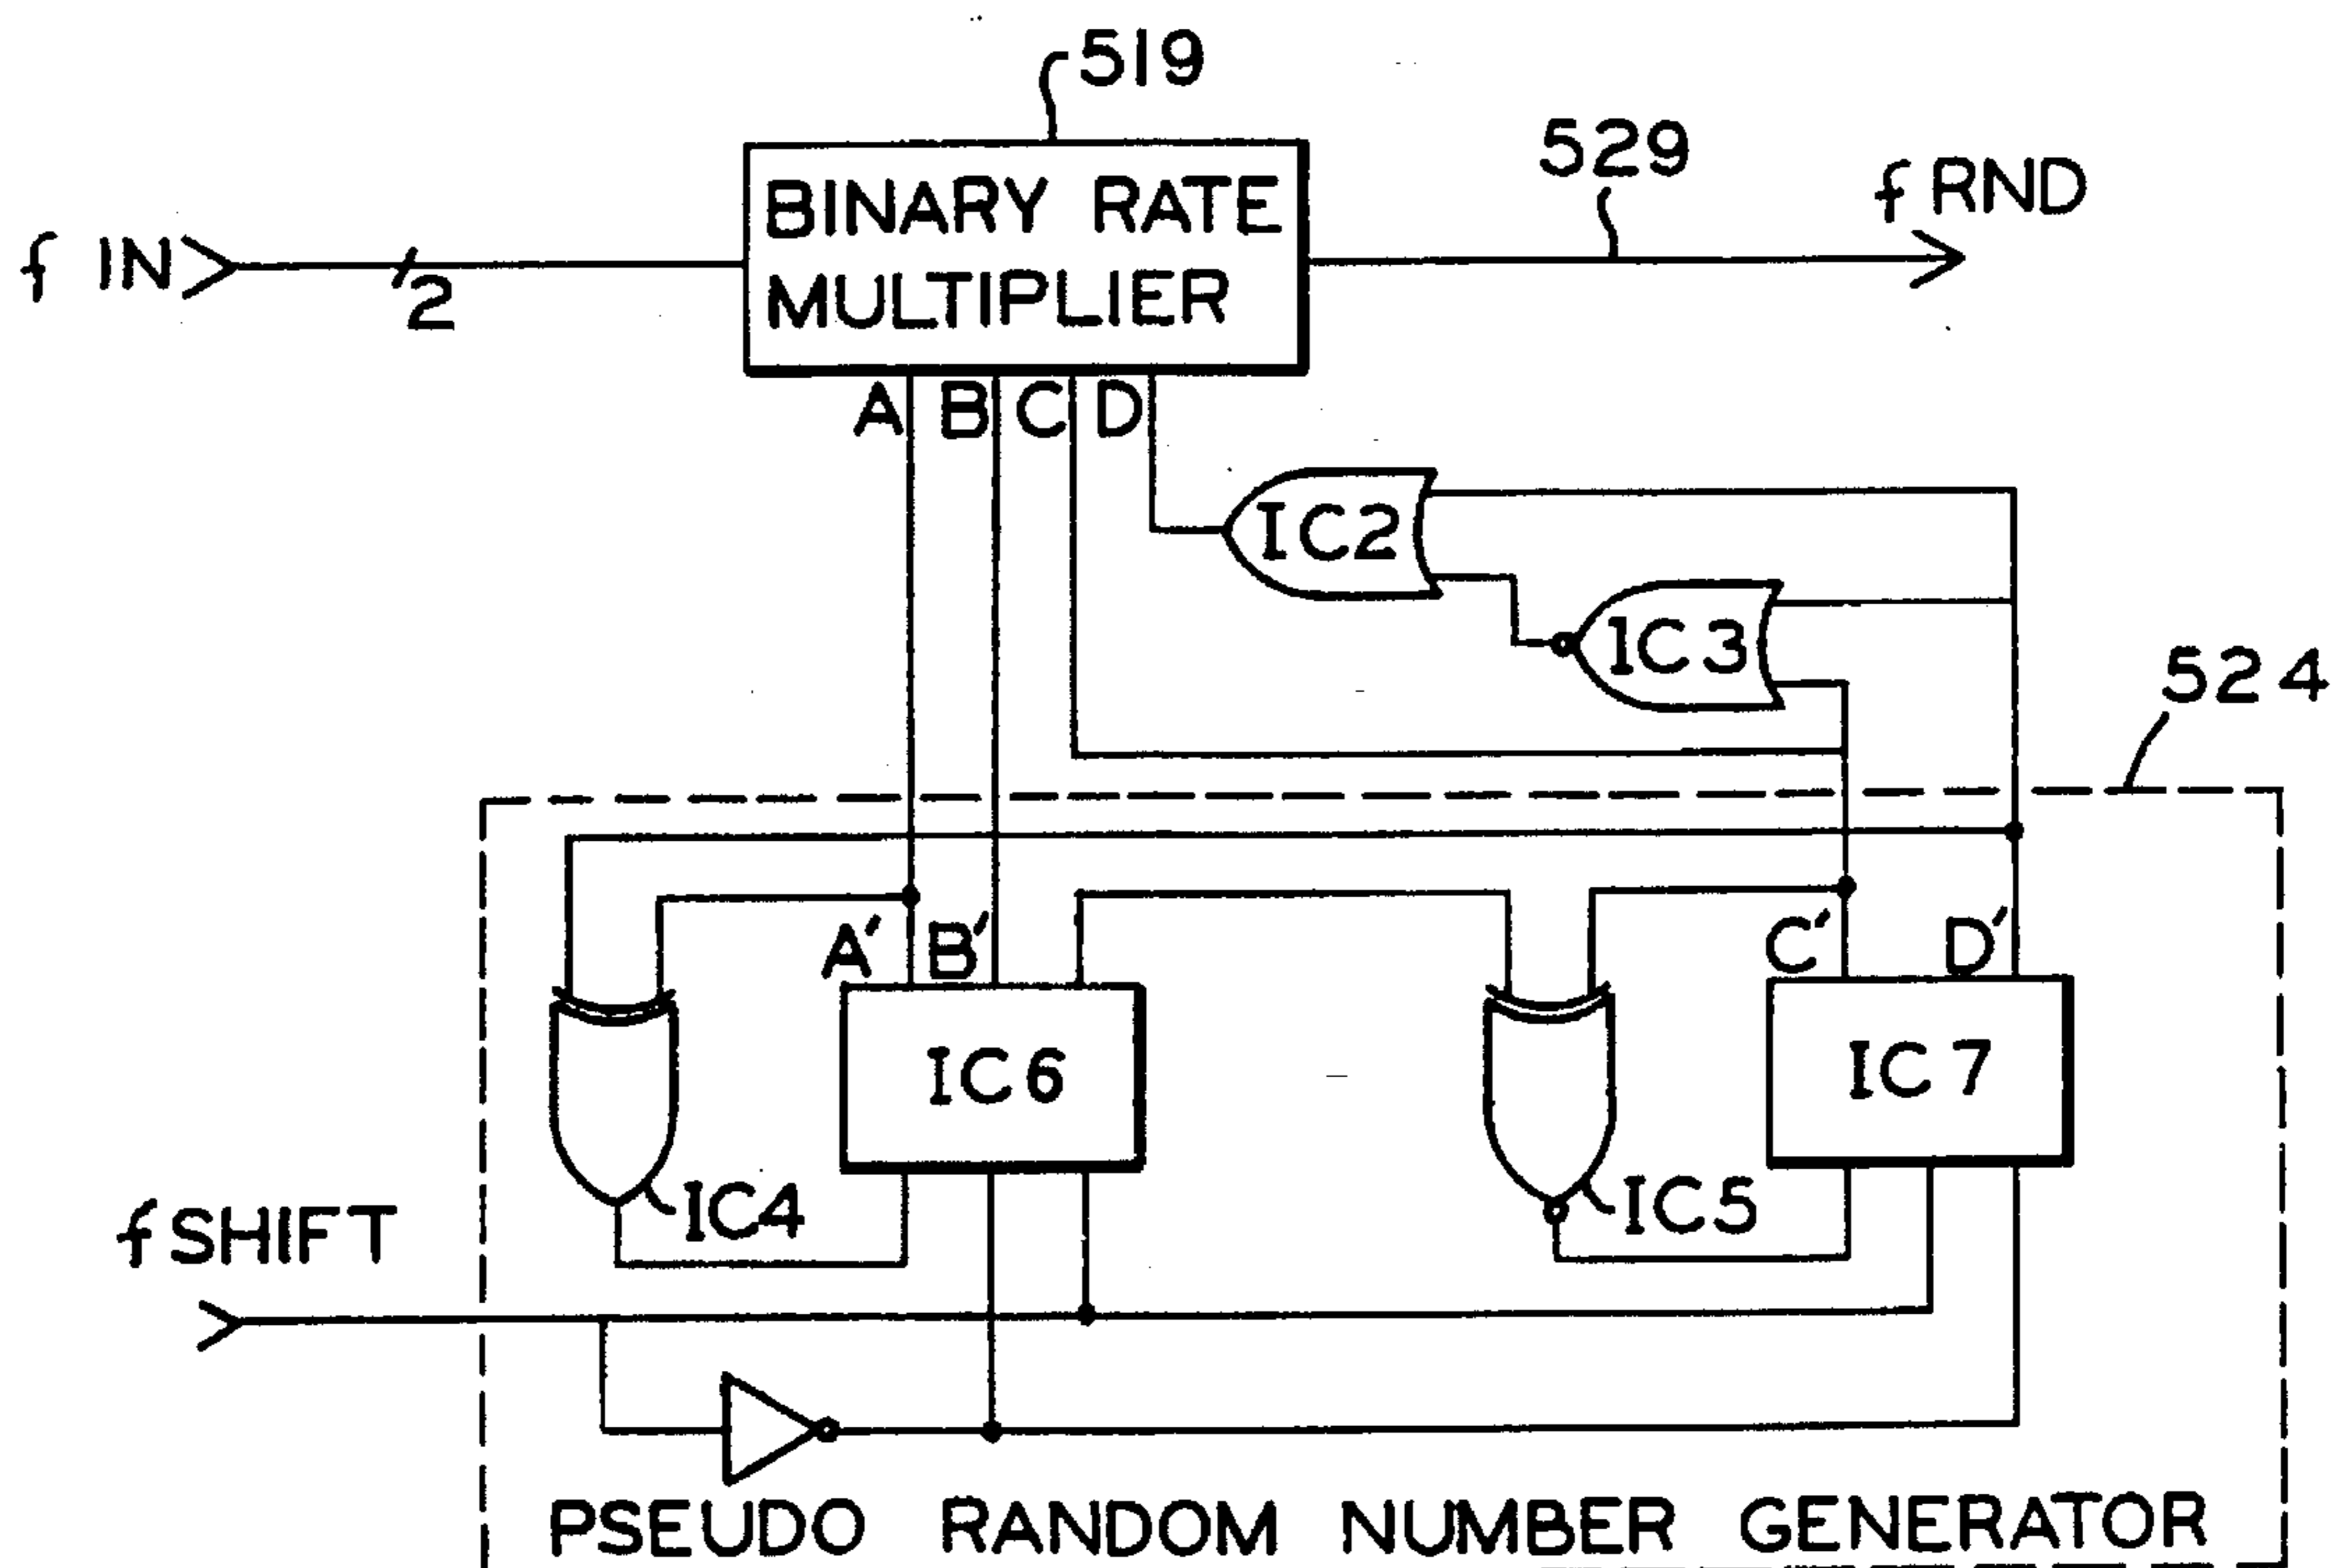 519
529
f RND
f IN
2
BINARY RATE
MULTIPLIER
A B C D
IC2
IC3
524
A' B'
C' D'
IC6
IC7
IC4
IC5
f SHIFT
PSEUDO RANDOM NUMBER GENERATOR